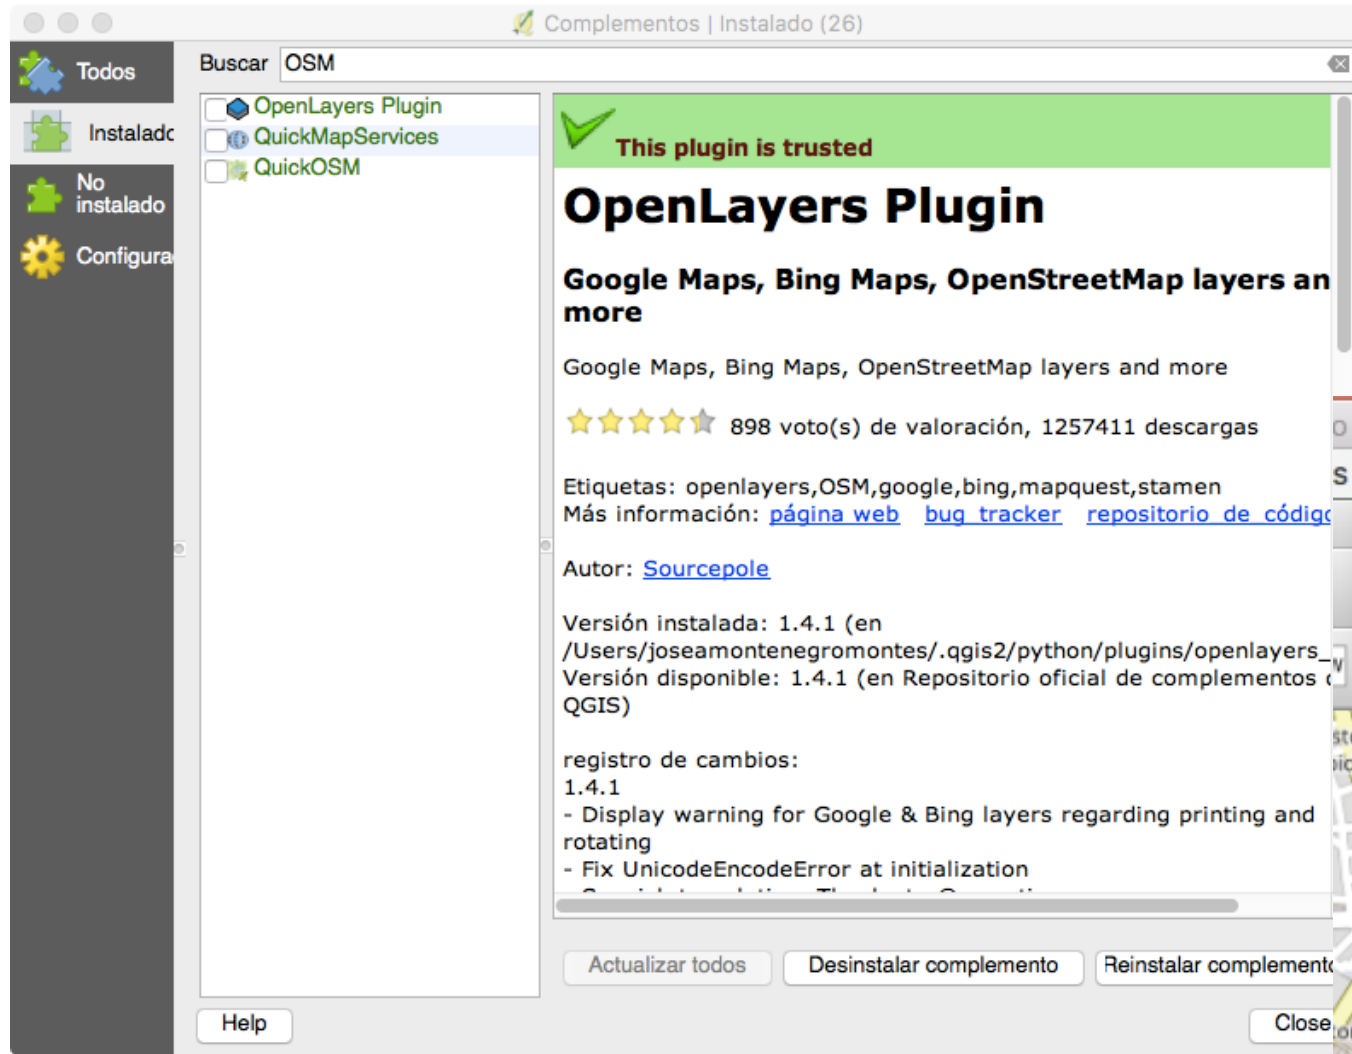 Complementos | Instalado (26)
Todos
Instalado
No
instalado
Configura
Buscar OSM
OpenLayers Plugin
QuickMapServices
QuickOSM
This plugin is trusted
OpenLayers Plugin
Google Maps, Bing Maps, OpenStreetMap layers an
more
Google Maps, Bing Maps, OpenStreetMap layers and more
898 voto(s) de valoración, 1257411 descargas
Etiquetas: openlayers,OSM,google,bing,mapquest,stamen
Más información: página web bug tracker repositorio de código
Autor: Sourcepole
Versión instalada: 1.4.1 (en
/Users/joseamontenegromontes/.qgis2/python/plugins/openlayers_
Versión disponible: 1.4.1 (en Repositorio oficial de complementos d
QGIS)
registro de cambios:
1.4.1
- Display warning for Google & Bing layers regarding printing and
rotating
- Fix UnicodeEncodeError at initialization
Actualizar todos
Desinstalar complemento
Reinstalar complemento
Help
Close